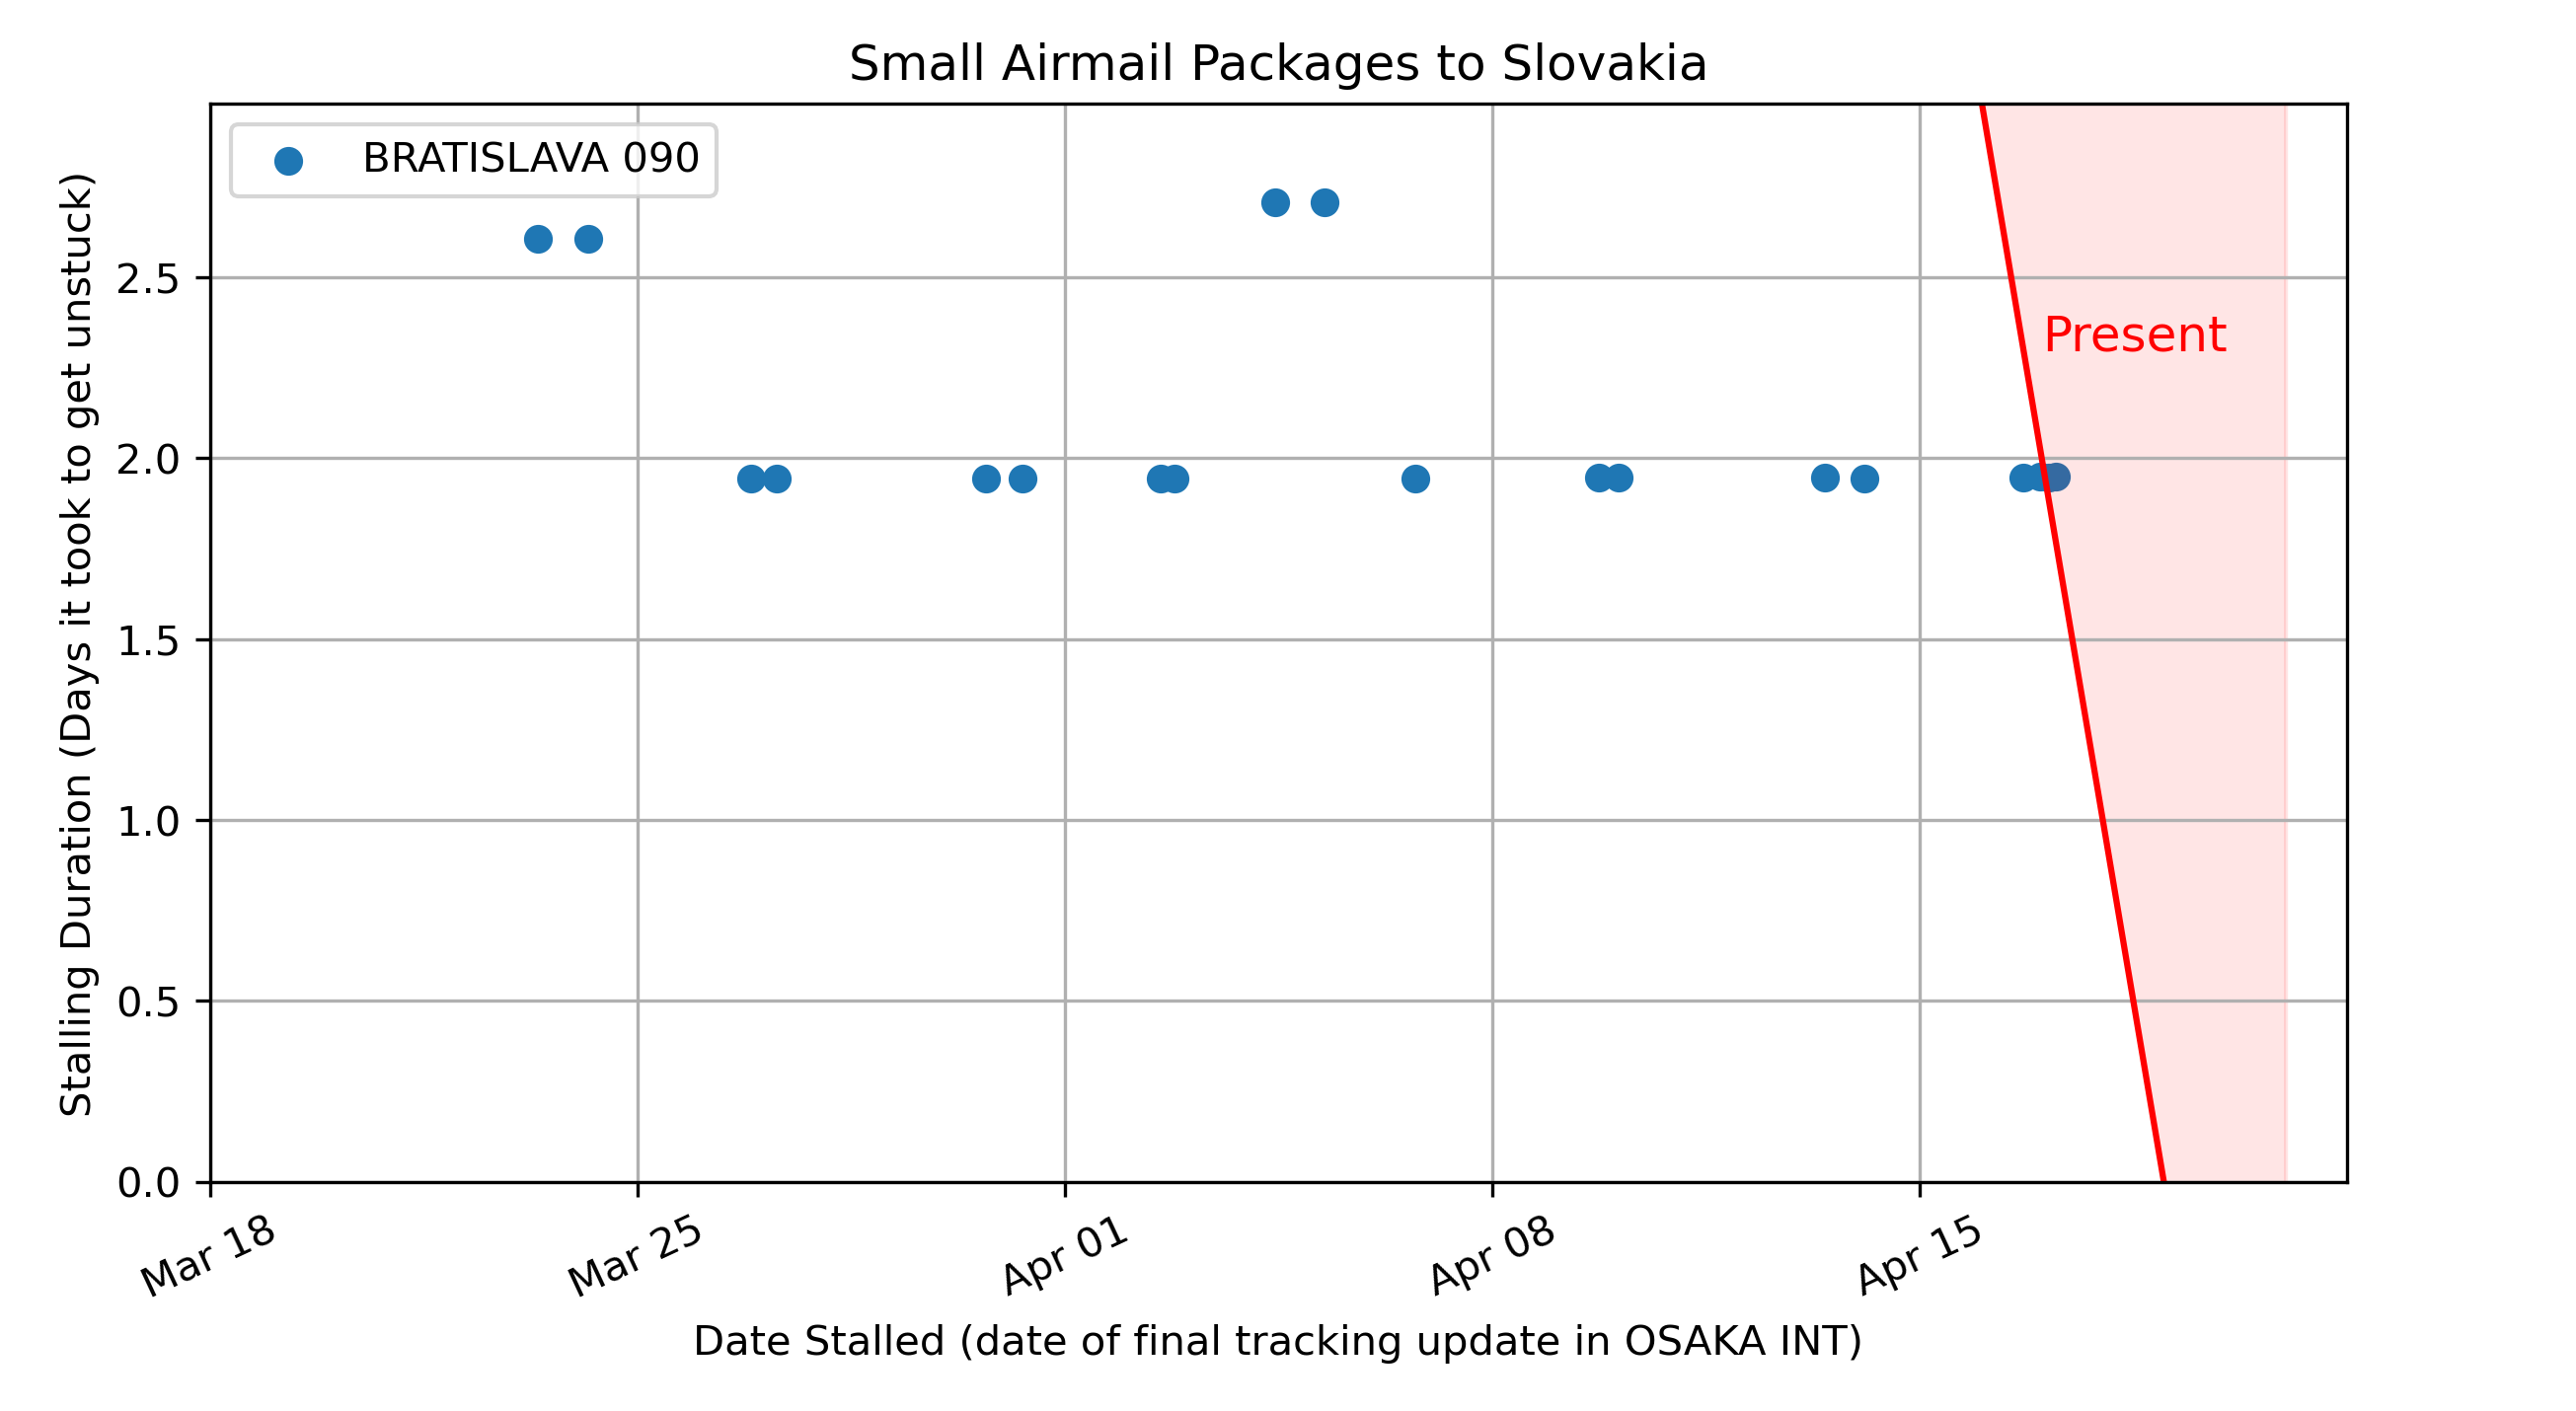 Small Airmail Packages to Slovakia
BRATISLAVA 090
Present
Stalling Duration (Days it took to get unstuck)
2.5
2.0
1.5
1.0
0.5
0.0
Mar 18
Mar 25
Apr 01
Apr 08
Apr 15
Date Stalled (date of final tracking update in OSAKA INT)